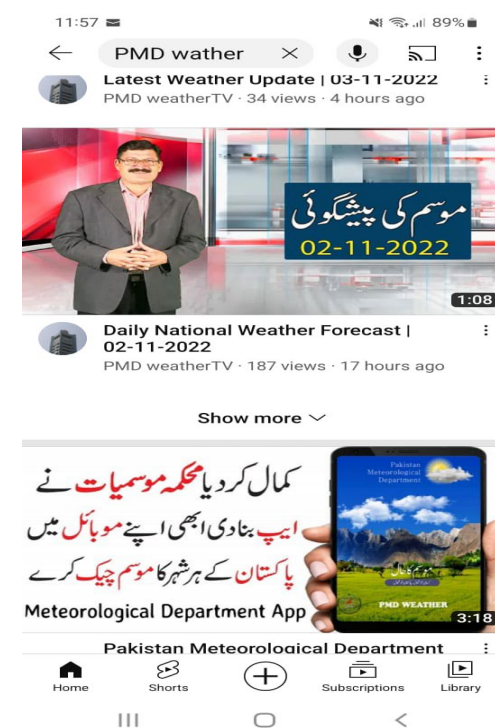 11:57
89%
PMD wather
Latest Weather Update | 03-11-2022
PMD weatherTV · 34 views · 4 hours ago
موسم کی پیشگوئی
02-11-2022
1:08
Daily National Weather Forecast |
02-11-2022
PMD weatherTV · 187 views · 17 hours ago
Show more
کمال کردیا محکمہ موسمیات نے
ایپ بنادی ابھی اپنے موبائل میں
پاکستان کے ہر شہر کا موسم چیک کرے
Meteorological Department App
Pakistan
Meteorological
Department
موسم کا حال
PMD WEATHER
3:18
Pakistan Meteorological Department
Home
Shorts
Subscriptions
Library